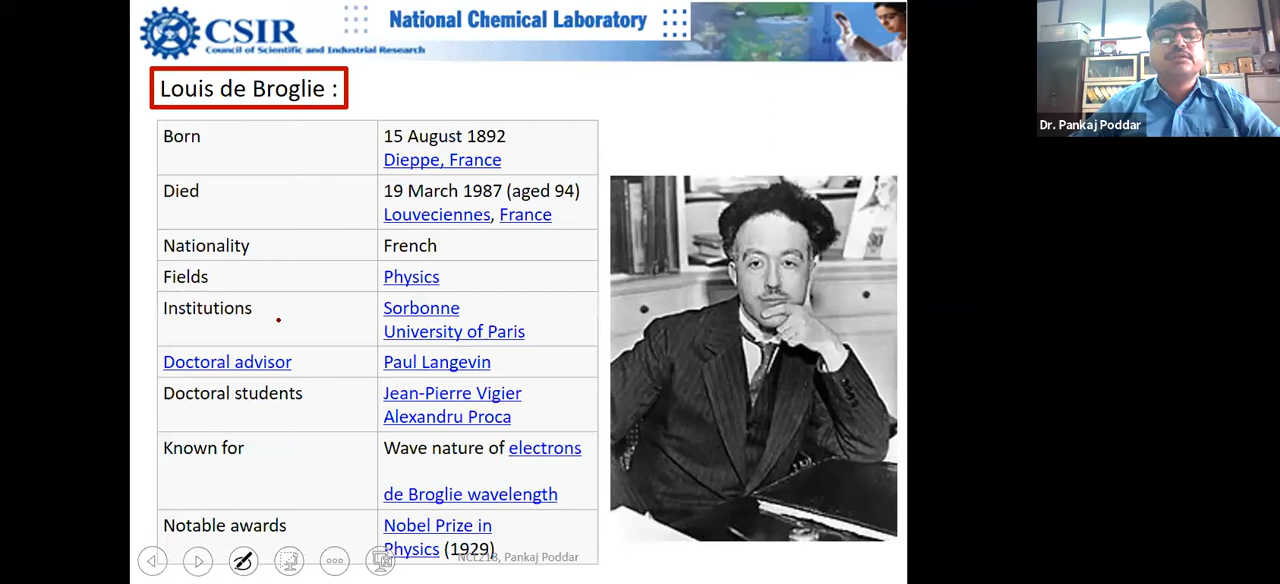 CSIR
Council of Scientific and Industrial Research
National Chemical Laboratory
Louis de Broglie :
Born
15 August 1892
Dieppe, France
Died
19 March 1987 (aged 94)
Louveciennes, France
Nationality
French
Fields
Physics
Institutions
Sorbonne
University of Paris
Doctoral advisor
Paul Langevin
Doctoral students
Jean-Pierre Vigier
Alexandru Proca
Known for
Wave nature of electrons
de Broglie wavelength
Notable awards
Nobel Prize in
Physics (1929)
NCL213, Pankaj Poddar
Dr. Pankaj Poddar